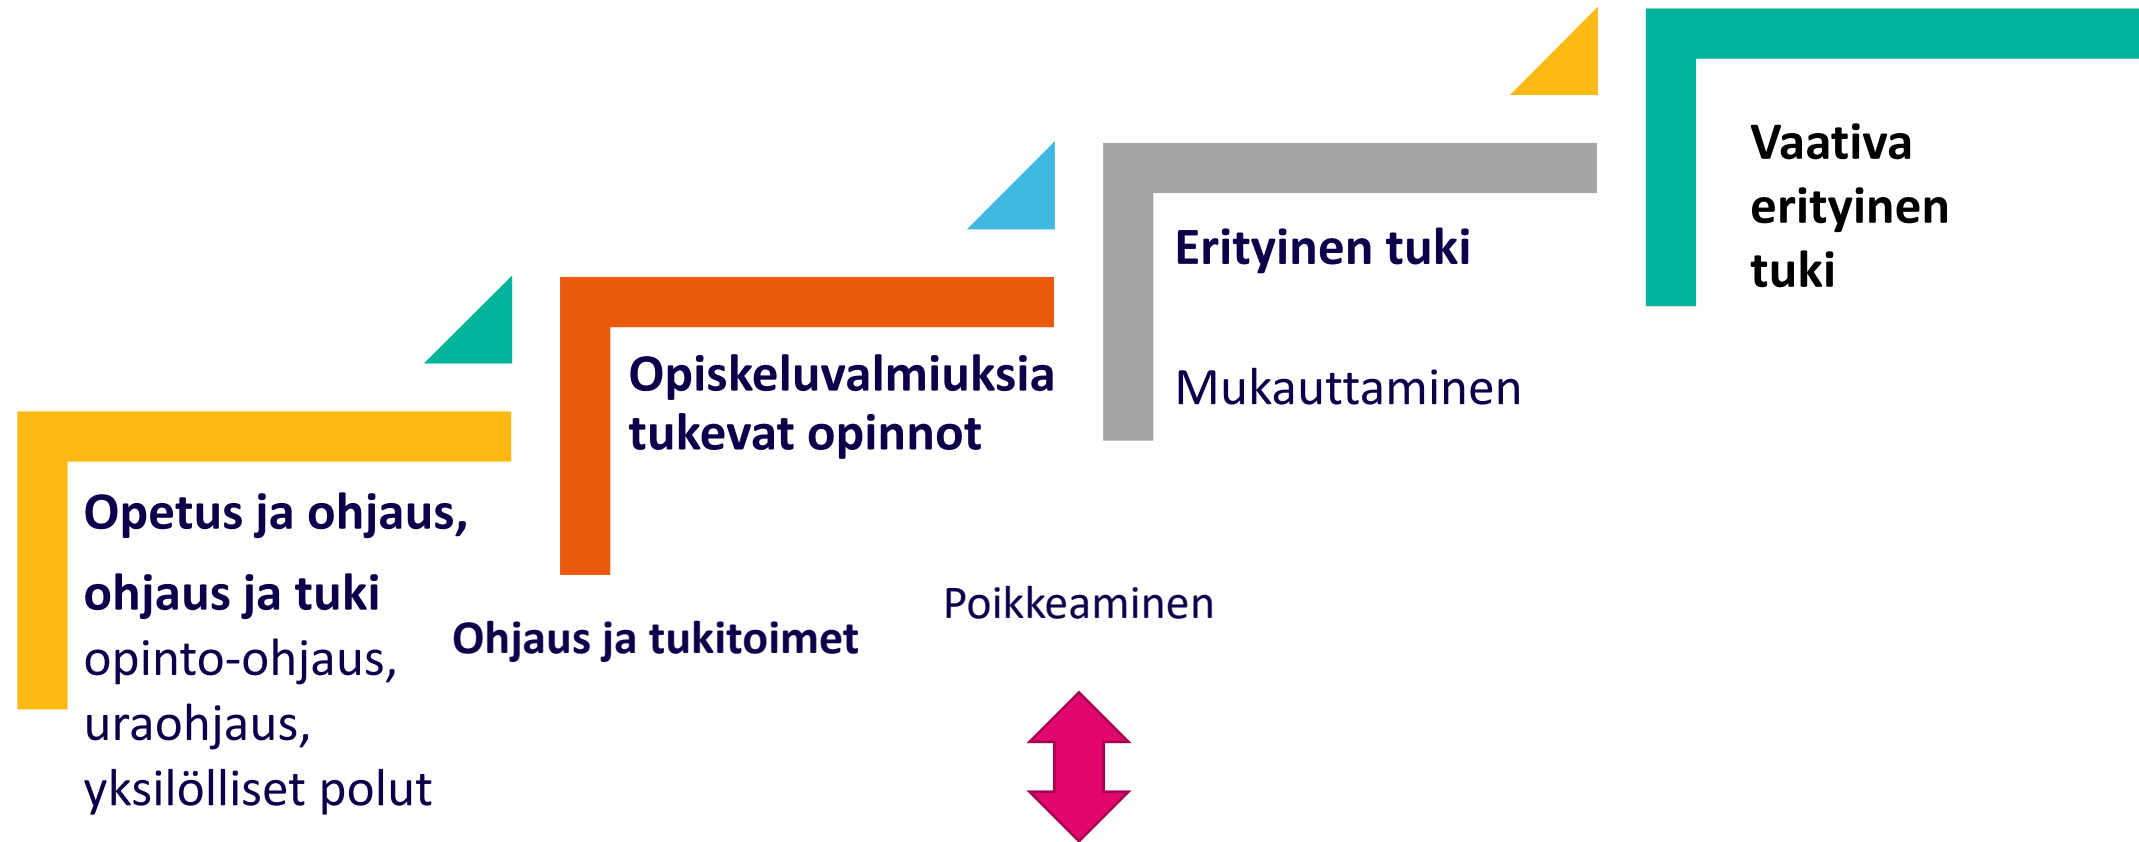 Opetus ja ohjaus,
ohjaus ja tuki
opinto-ohjaus,
uraohjaus,
yksilölliset polut
Ohjaus ja tukitoimet
Opiskeluvalmiuksia
tukevat opinnot
Poikkeaminen
Erityinen tuki
Mukauttaminen
Vaativa
erityinen
tuki